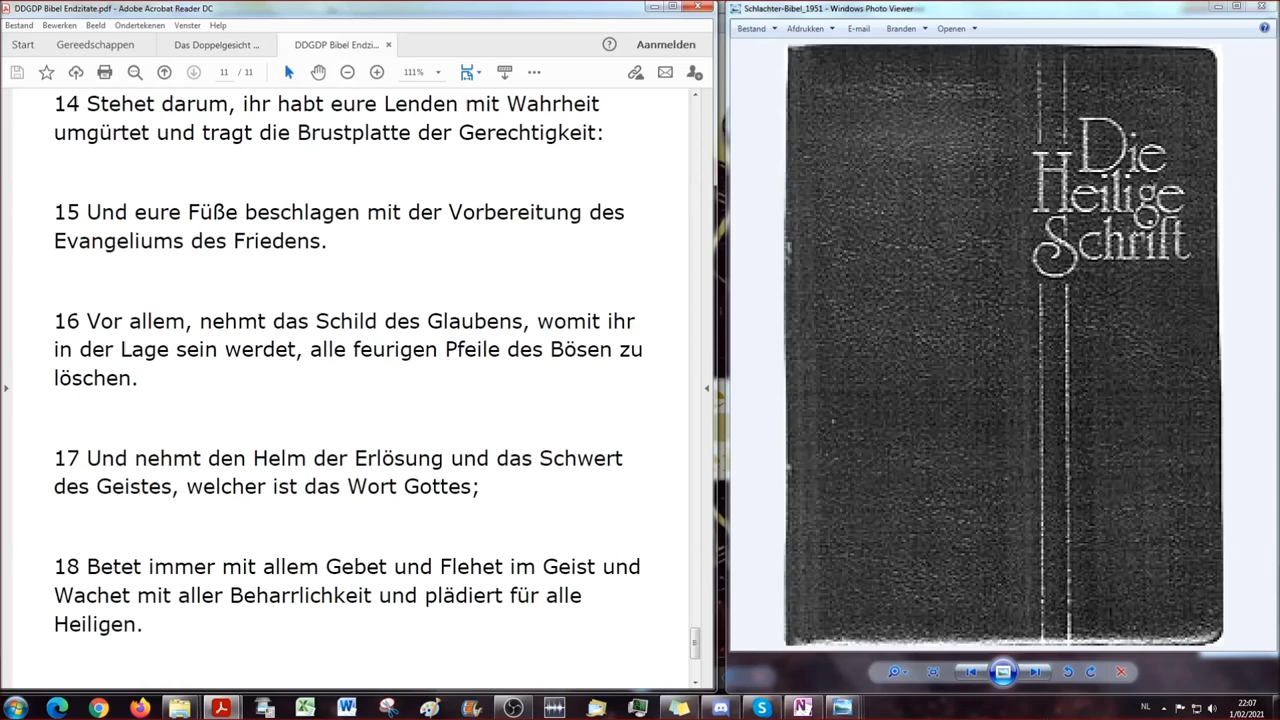 DDGDP Bibel Endzitate.pdf - Adobe Acrobat Reader DC
Bestand Bewerken Beeld Ondertekenen Venster Help
Start Gereedschappen Das Doppelgesicht ... DDGDP Bibel Endzi... × Anmelden
11 / 11 111%
14 Stehet darum, ihr habt eure Lenden mit Wahrheit
umgürtet und tragt die Brustplatte der Gerechtigkeit:
15 Und eure Füße beschlagen mit der Vorbereitung des
Evangeliums des Friedens.
16 Vor allem, nehmt das Schild des Glaubens, womit ihr
in der Lage sein werdet, alle feurigen Pfeile des Bösen zu
löschen.
17 Und nehmt den Helm der Erlösung und das Schwert
des Geistes, welcher ist das Wort Gottes;
18 Betet immer mit allem Gebet und Flehet im Geist und
Wachet mit aller Beharrlichkeit und plädiert für alle
Heiligen.
Schlachter-Bibel_1951 - Windows Photo Viewer
Bestand Afdrukken E-mail Branden Openen
Die
Heilige
Schrift
NL 22:07
1/02/2021